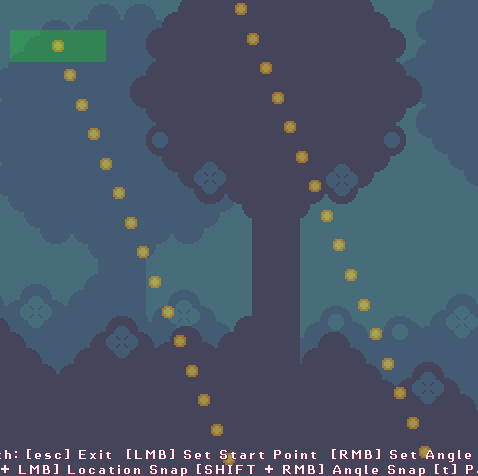 th: [esc] Exit [LMB] Set Start Point [RMB] Set Angle
+ LMB] Location Snap [SHIFT + RMB] Angle Snap [t] P